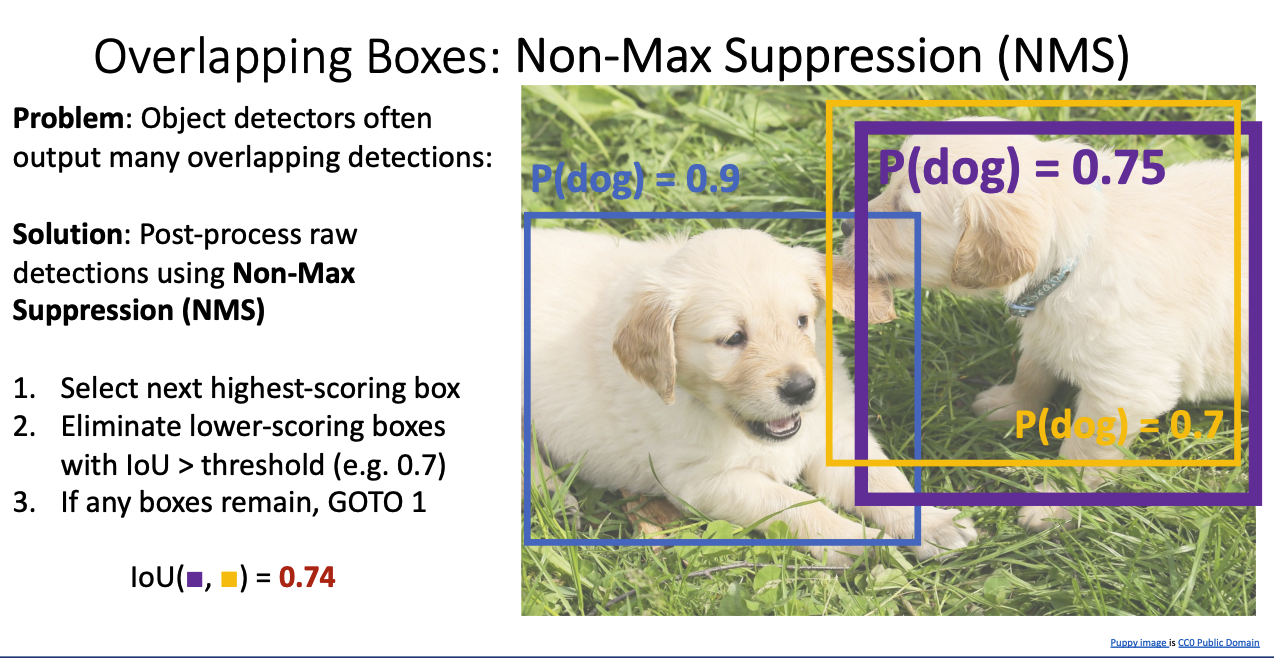 Overlapping Boxes: Non-Max Suppression (NMS)
Problem: Object detectors often
output many overlapping detections:
Solution: Post-process raw
detections using Non-Max
Suppression (NMS)
1. Select next highest-scoring box
2. Eliminate lower-scoring boxes
with IoU > threshold (e.g. 0.7)
3. If any boxes remain, GOTO 1
IoU(■, ■) = 0.74
P(dog) = 0.9
P(dog) = 0.75
P(dog) = 0.7
Puppy image is CC0 Public Domain